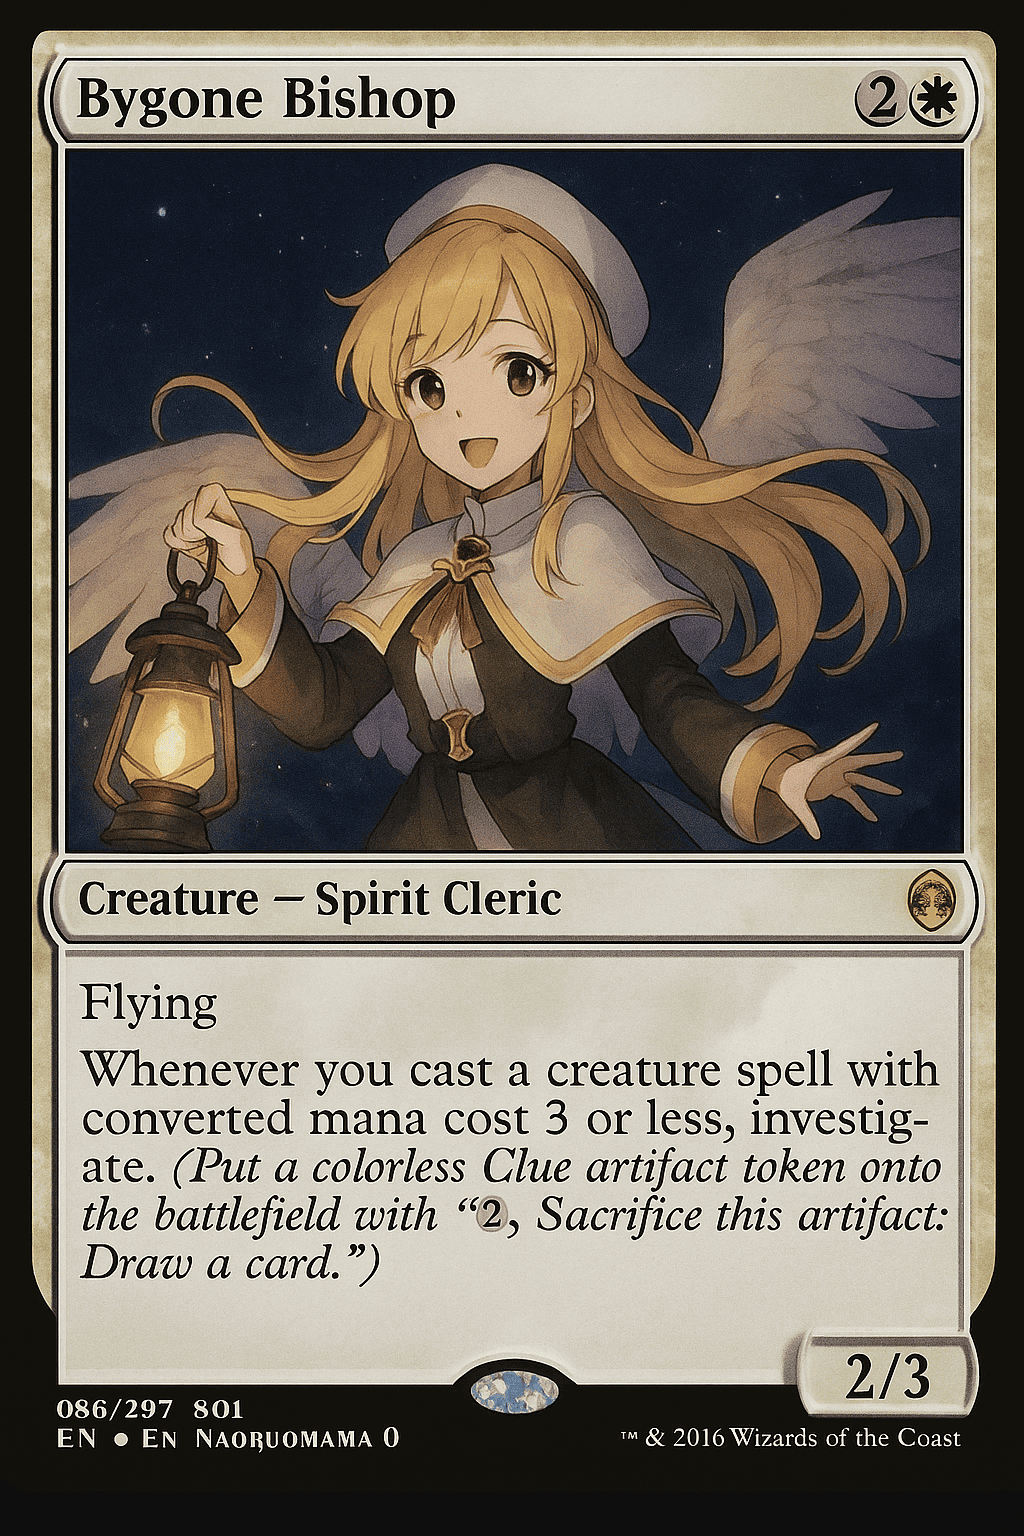 Bygone Bishop
2
Creature — Spirit Cleric
Flying
Whenever you cast a creature spell with
converted mana cost 3 or less, investig-
ate. (Put a colorless Clue artifact token onto
the battlefield with “2, Sacrifice this artifact:
Draw a card.”)
2/3
086/297 801
EN • En
™ & 2016 Wizards of the Coast